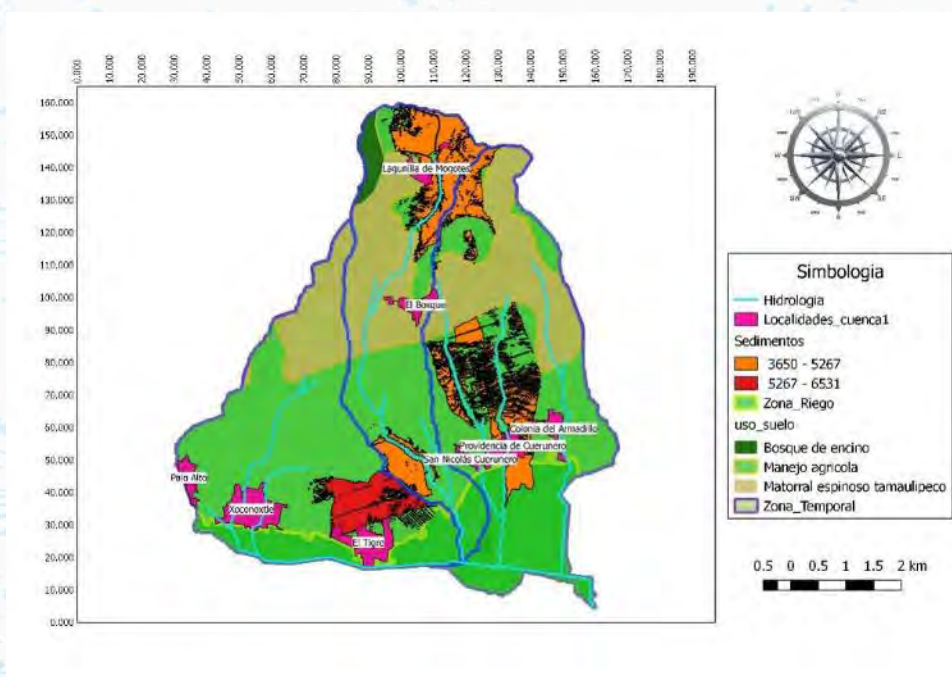 0.000 10.000 20.000 30.000 40.000 50.000 60.000 70.000 80.000 90.000 100.000 110.000 120.000 130.000 140.000 150.000 160.000 170.000 180.000 190.000
160.000
150.000
140.000
130.000
120.000
110.000
100.000
90.000
80.000
70.000
60.000
50.000
40.000
30.000
20.000
10.000
0.000
Lagunilla de Mogotes
El Bosque
Colonia del Armadillo
Providencia de Cuerunero
San Nicolás Cuerunero
Palo Alto
Xoconoxtle
El Tigre
Simbologia
Hidrologia
Localidades_cuenca1
Sedimentos
3650 - 5267
5267 - 6531
Zona_Riego
uso_suelo
Bosque de encino
Manejo agricola
Matorral espinoso tamaulipeco
Zona_Temporal
0.5 0 0.5 1 1.5 2 km